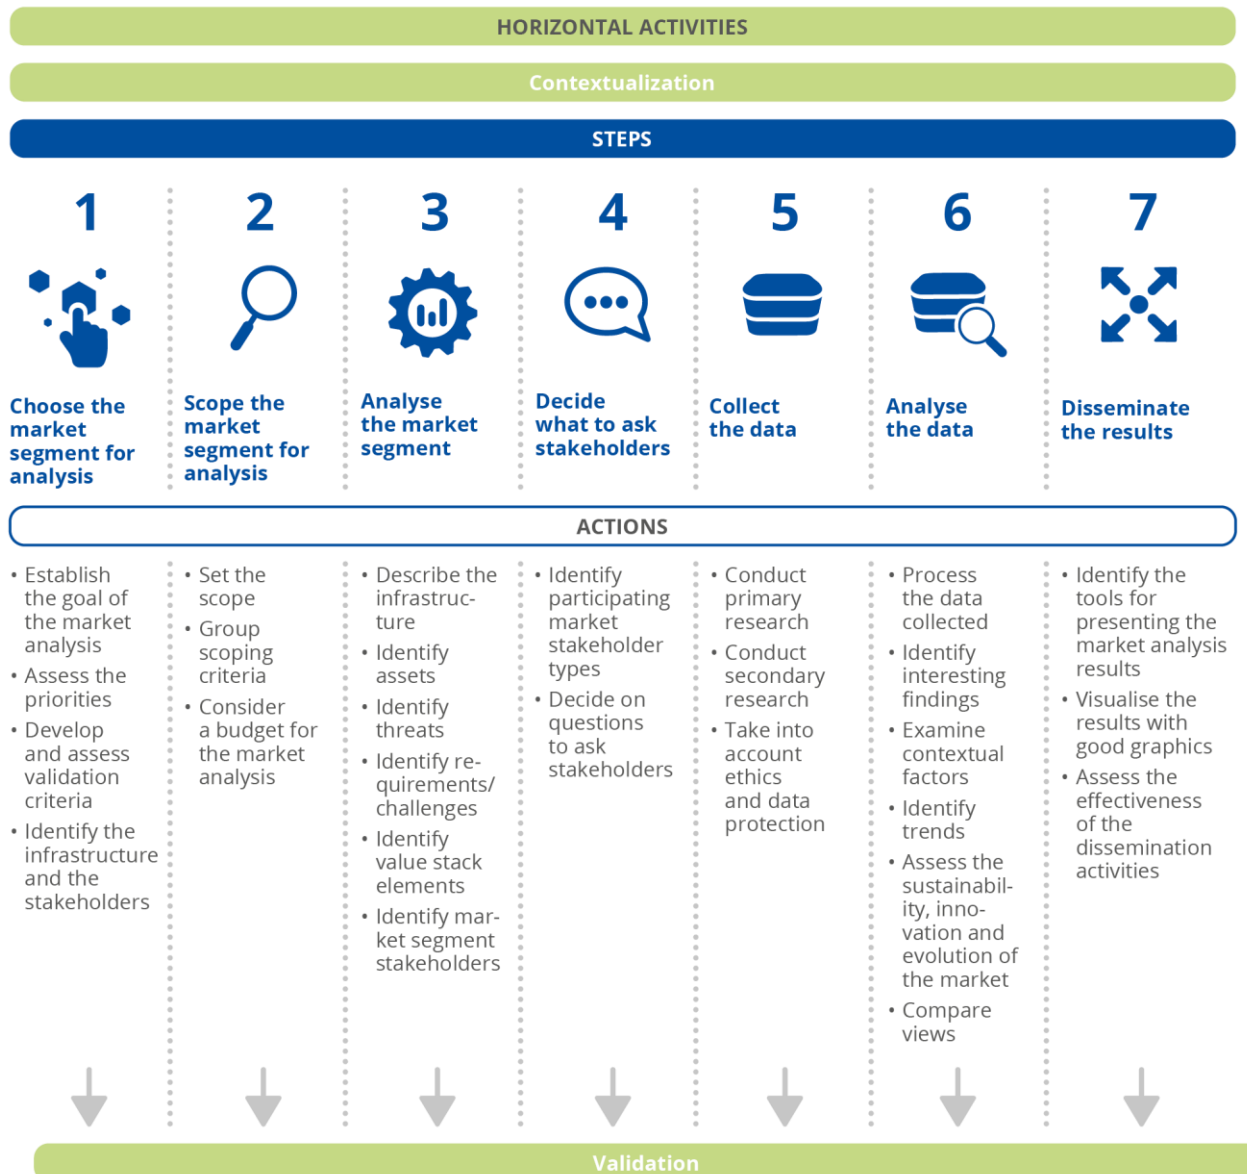 HORIZONTAL ACTIVITIES
Contextualization
STEPS
1
2
3
4
5
6
7
Choose the
market
segment for
analysis
Scope the
market
segment for
analysis
Analyse
the market
segment
Decide
what to ask
stakeholders
Collect
the data
Analyse
the data
Disseminate
the results
ACTIONS
• Establish
the goal of
the market
analysis
• Assess the
priorities
• Develop
and assess
validation
criteria
• Identify the
infrastructure
and the
stakeholders
• Set the
scope
• Group
scoping
criteria
• Consider
a budget for
the market
analysis
• Describe the
infrastruc-
ture
• Identify
assets
• Identify
threats
• Identify re-
quirements/
challenges
• Identify
value stack
elements
• Identify mar-
ket segment
stakeholders
• Identify
participating
market
stakeholder
types
• Decide on
questions
to ask
stakeholders
• Conduct
primary
research
• Conduct
secondary
research
• Take into
account
ethics
and data
protection
• Process
the data
collected
• Identify
interesting
findings
• Examine
contextual
factors
• Identify
trends
• Assess the
sustainabil-
ity, inno-
vation and
evolution of
the market
• Compare
views
• Identify the
tools for
presenting the
market analysis
results
• Visualise the
results with
good graphics
• Assess the
effectiveness
of the
dissemination
activities
Validation